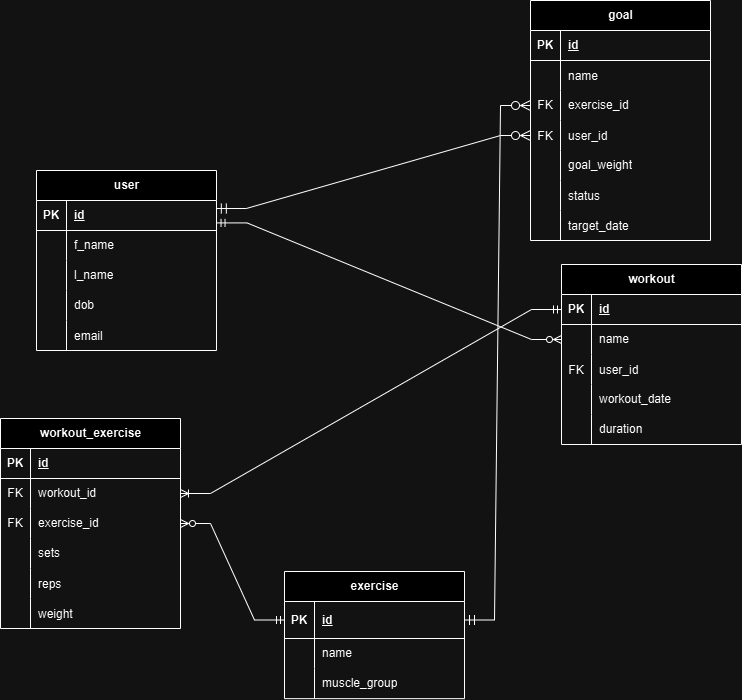 goal
PK id
name
FK exercise_id
FK user_id
goal_weight
status
target_date
user
PK id
f_name
l_name
dob
email
workout
PK id
name
FK user_id
workout_date
duration
workout_exercise
PK id
FK workout_id
FK exercise_id
sets
reps
weight
exercise
PK id
name
muscle_group